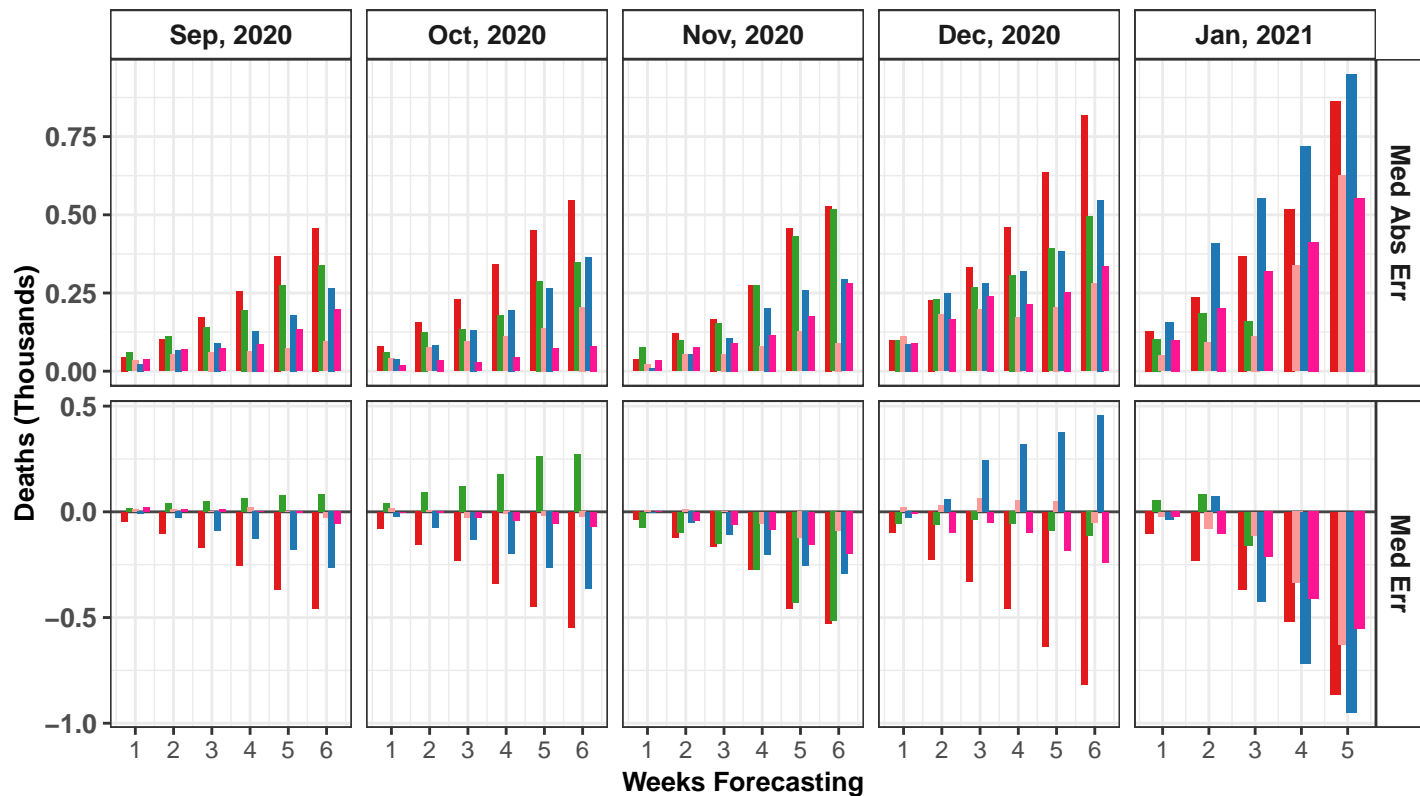 Sep, 2020 Oct, 2020 Nov, 2020 Dec, 2020 Jan, 2021
Deaths (Thousands)
0.75
0.50
0.25
0.00
Med Abs Err
0.5
0.0
−0.5
−1.0
Med Err
1 2 3 4 5 6 1 2 3 4 5 6 1 2 3 4 5 6 1 2 3 4 5 6 1 2 3 4 5
Weeks Forecasting